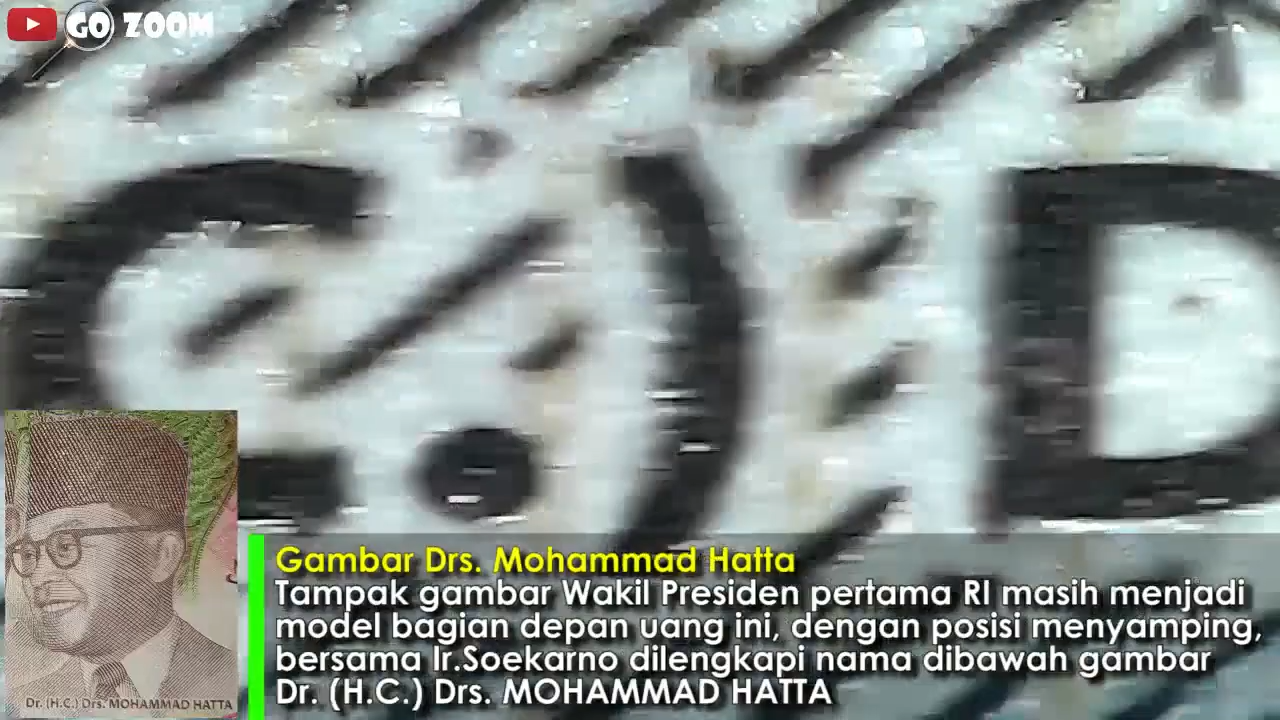 GO ZOOM
C.) D
Gambar Drs. Mohammad Hatta
Tampak gambar Wakil Presiden pertama RI masih menjadi
model bagian depan uang ini, dengan posisi menyamping,
bersama Ir.Soekarno dilengkapi nama dibawah gambar
Dr. (H.C.) Drs. MOHAMMAD HATTA
Dr. (H.C.) Drs. MOHAMMAD HATTA